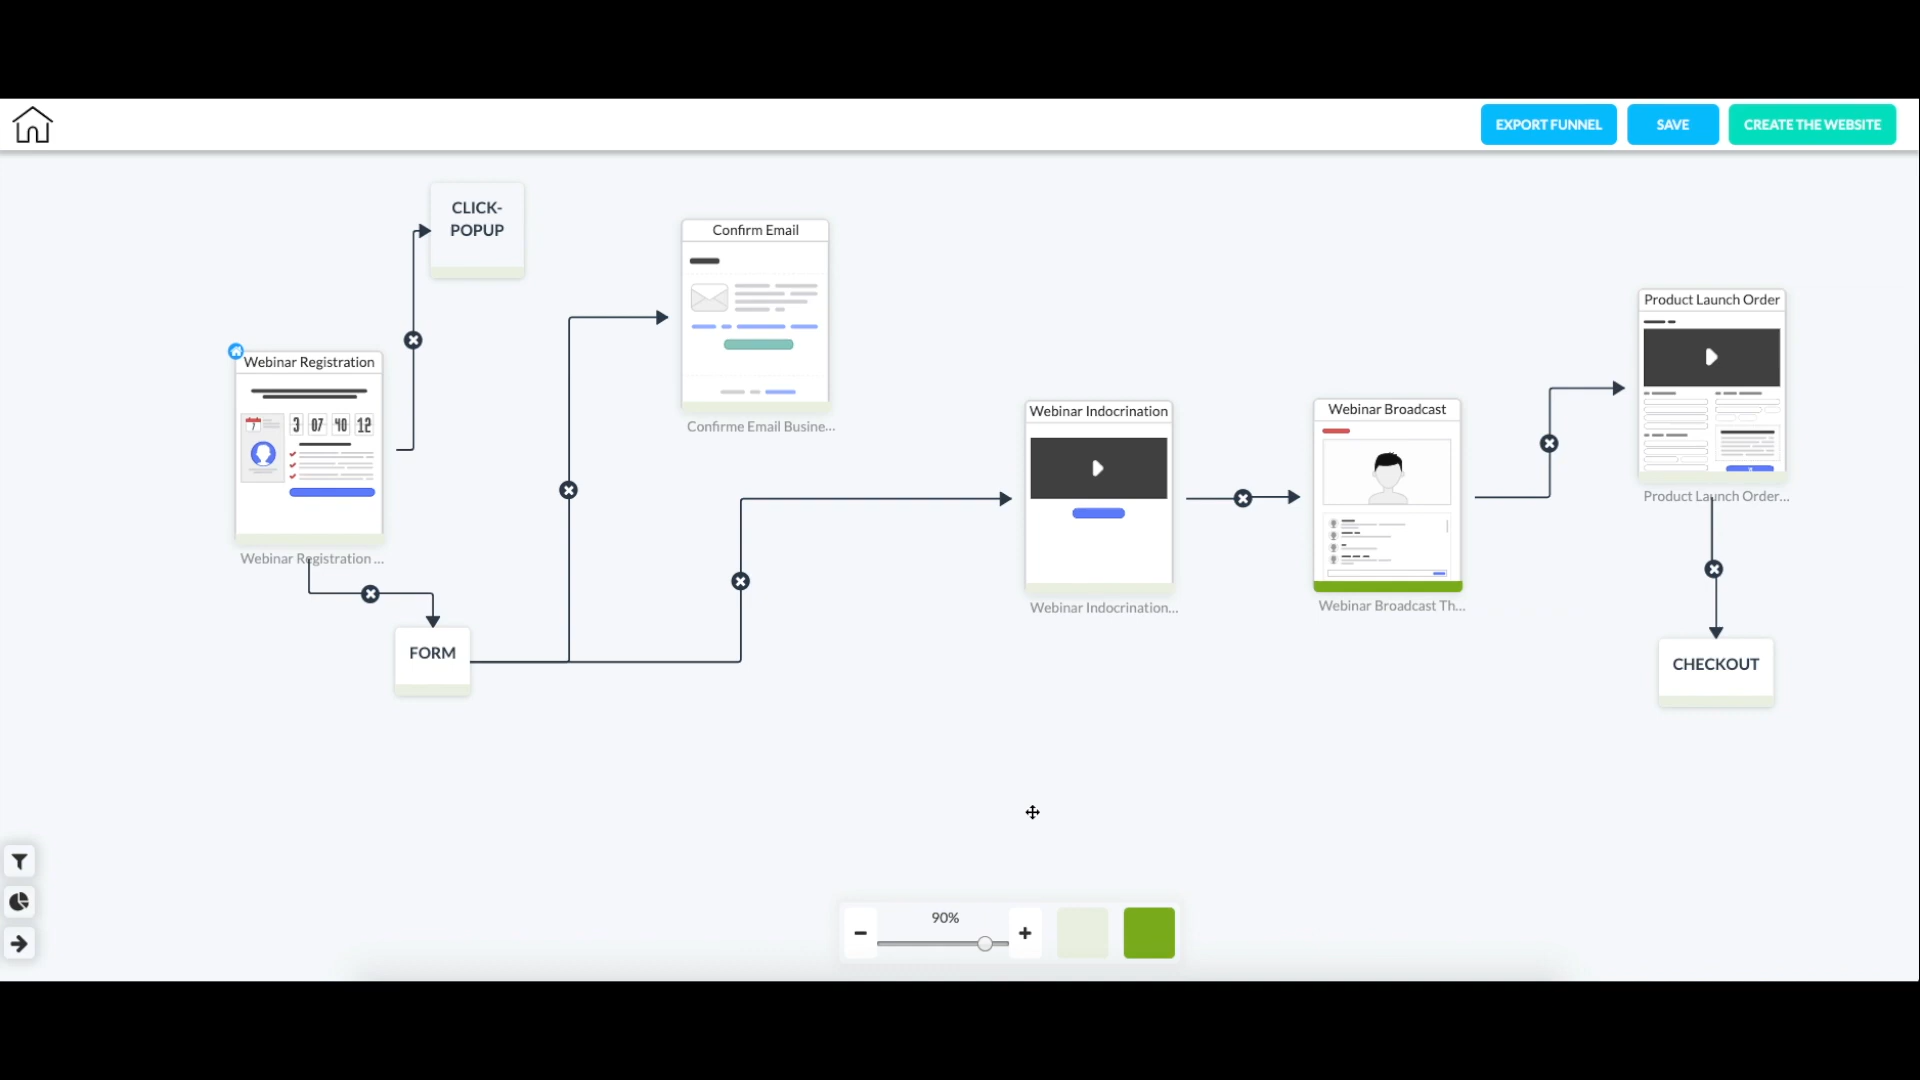 EXPORT FUNNEL
SAVE
CREATE THE WEBSITE
CLICK-
POPUP
Confirm Email
Confirme Email Busine...
Webinar Registration
3 07 40 12
7
Webinar Registration ...
FORM
Webinar Indocrination
Webinar Indocrination...
Webinar Broadcast
Webinar Broadcast Th...
Product Launch Order
Product Launch Order...
CHECKOUT
90%